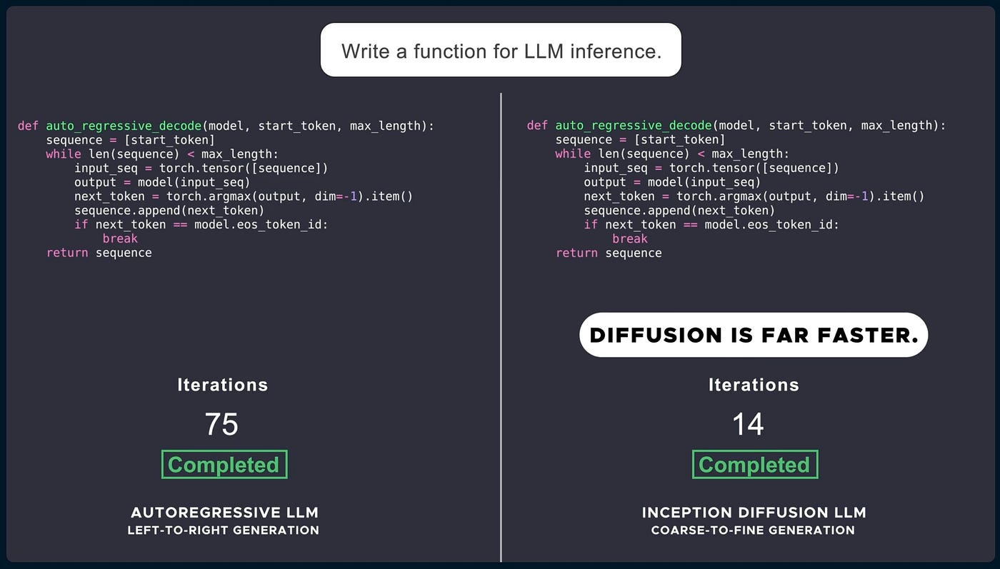 Write a function for LLM inference.
def auto_regressive_decode(model, start_token, max_length):
    sequence = [start_token]
    while len(sequence) < max_length:
        input_seq = torch.tensor([sequence])
        output = model(input_seq)
        next_token = torch.argmax(output, dim=-1).item()
        sequence.append(next_token)
        if next_token == model.eos_token_id:
            break
    return sequence
Iterations
75
Completed
AUTOREGRESSIVE LLM
LEFT-TO-RIGHT GENERATION
def auto_regressive_decode(model, start_token, max_length):
    sequence = [start_token]
    while len(sequence) < max_length:
        input_seq = torch.tensor([sequence])
        output = model(input_seq)
        next_token = torch.argmax(output, dim=-1).item()
        sequence.append(next_token)
        if next_token == model.eos_token_id:
            break
    return sequence
DIFFUSION IS FAR FASTER.
Iterations
14
Completed
INCEPTION DIFFUSION LLM
COARSE-TO-FINE GENERATION